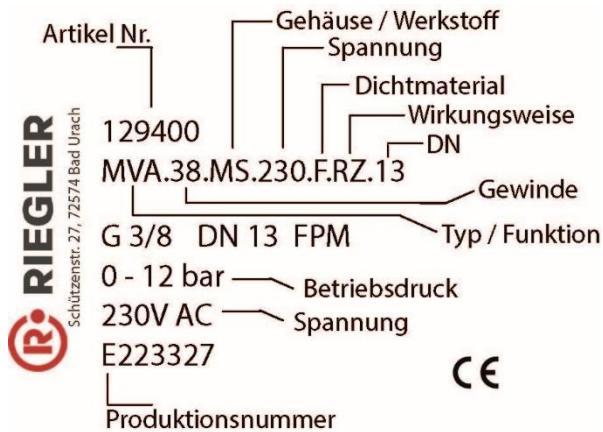 Gehäuse / Werkstoff
Artikel Nr.
Spannung
Dichtmaterial
Wirkungsweise
DN
129400
MVA.38.MS.230.F.RZ.13
Gewinde
Typ / Funktion
G 3/8 DN 13 FPM
0 - 12 bar
Betriebsdruck
230V AC
Spannung
E223327
CE
Produktionsnummer
R
RIEGLER
Schützenstr. 27, 72574 Bad Urach